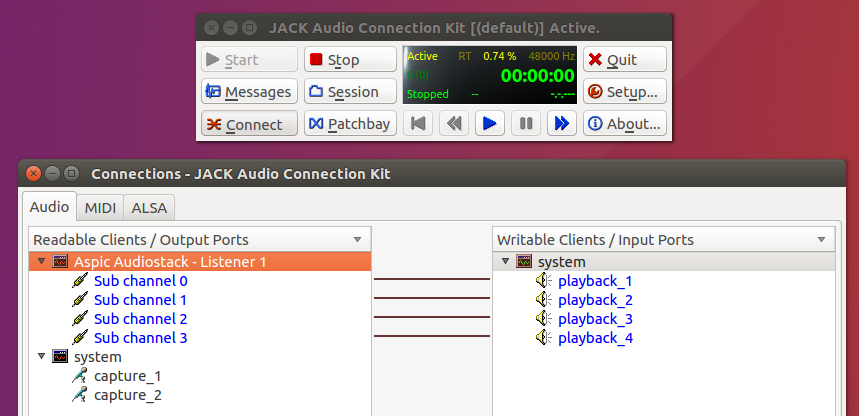 JACK Audio Connection Kit [(default)] Active.
Start Stop Active RT 0.74 % 48000 Hz Quit
0 (0) 00:00:00
Messages Session Stopped -- -.-.--- Setup...
Connect Patchbay About...
Connections - JACK Audio Connection Kit
Audio MIDI ALSA
Readable Clients / Output Ports Writable Clients / Input Ports
Aspic Audiostack - Listener 1 system
Sub channel 0 playback_1
Sub channel 1 playback_2
Sub channel 2 playback_3
Sub channel 3 playback_4
system
capture_1
capture_2